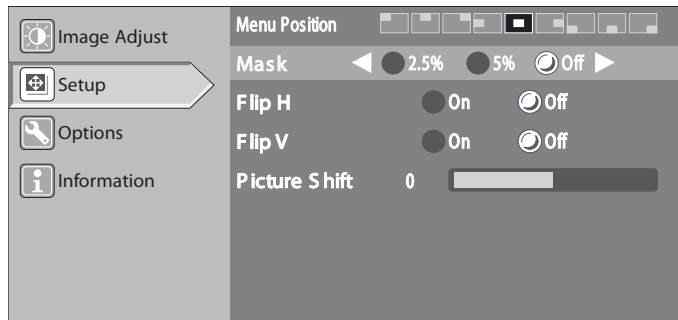 Image Adjust
Setup
Options
Information
Menu Position
Mask 2.5% 5% Off
Flip H On Off
Flip V On Off
Picture Shift 0